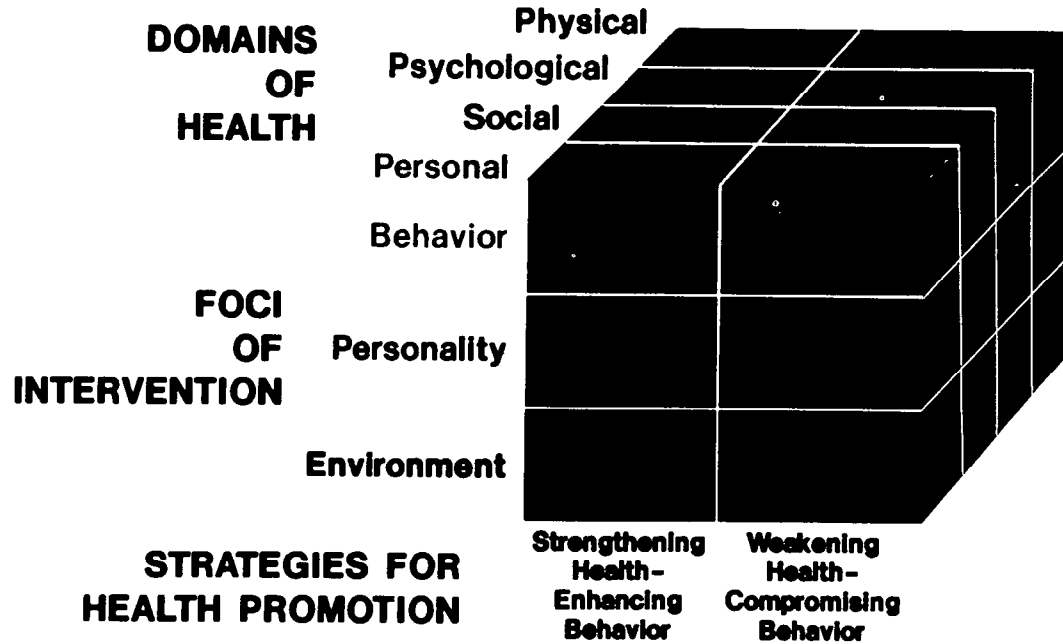 DOMAINS
OF
HEALTH
Physical
Psychological
Social
Personal
FOCI
OF
INTERVENTION
Behavior
Personality
Environment
STRATEGIES FOR
HEALTH PROMOTION
Strengthening
Health-
Enhancing
Behavior
Weakening
Health-
Compromising
Behavior